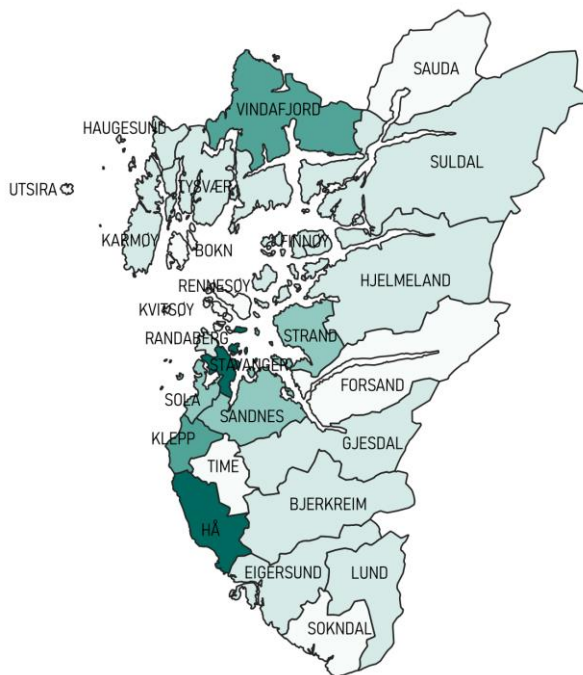 SAUDA
VINDAFJORD
HAUGESUND
SULDAL
UTSIRA
TYSVÆR
KARMØY
BOKN
FINNØY
HJELMELAND
RENNESØY
KVITSØY
RANDABERG
STRAND
STAVANGER
FORSAND
SOLA
SANDNES
KLEPP
GJESDAL
TIME
BJERKREIM
HÅ
EIGERSUND
LUND
SOKNDAL